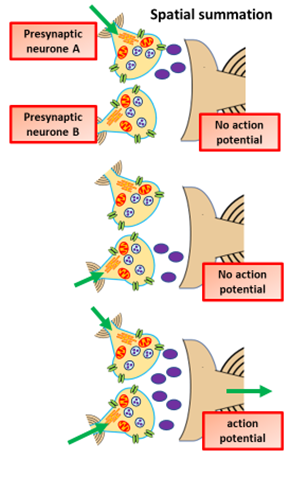 Spatial summation
Presynaptic
neurone A
Presynaptic
neurone B
No action
potential
No action
potential
action
potential